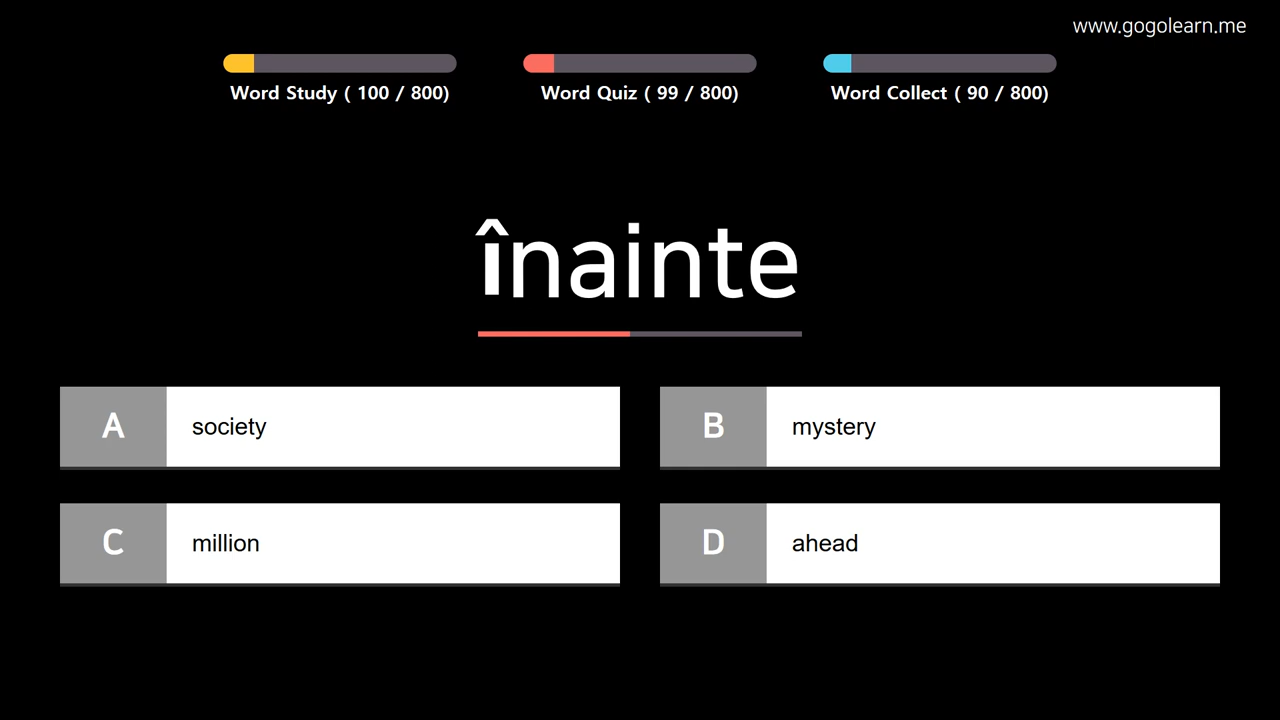 www.gogolearn.me
Word Study ( 100 / 800)
Word Quiz ( 99 / 800)
Word Collect ( 90 / 800)
înainte
A society
B mystery
C million
D ahead